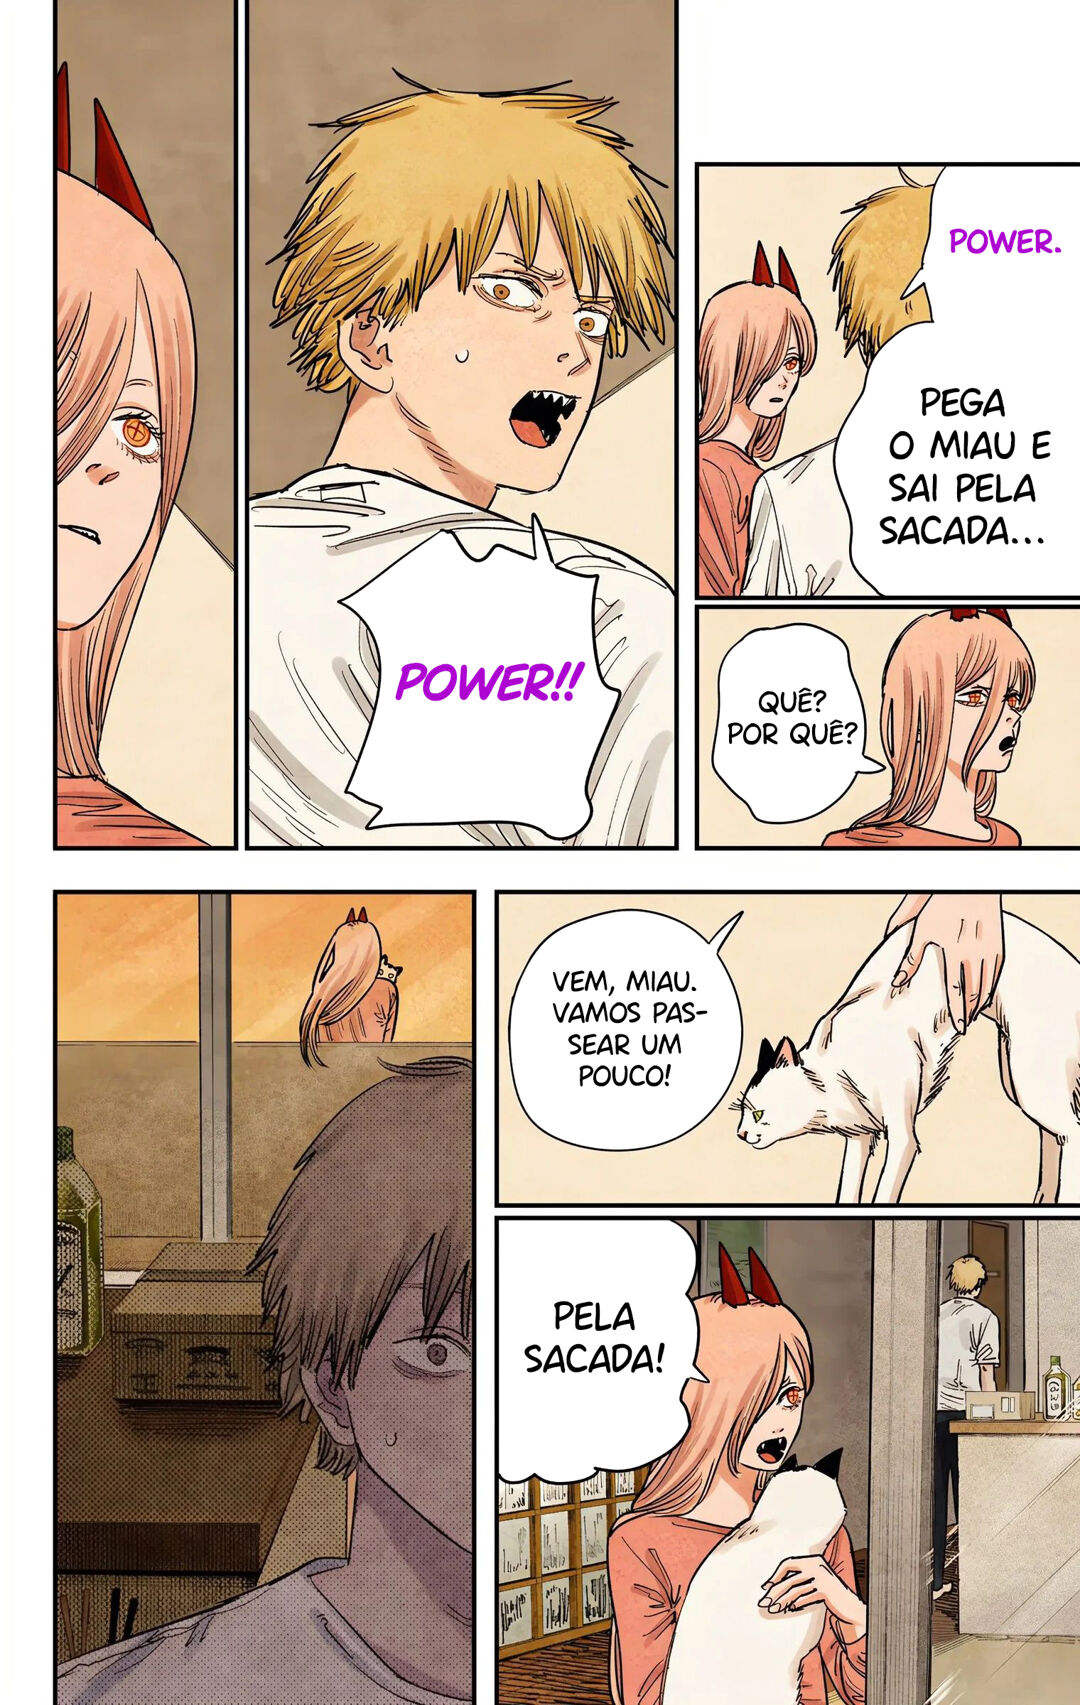 POWER.
PEGA
O MIAU E
SAI PELA
SACADA...
QUÊ?
POR QUÊ?
POWER!!
VEM, MIAU.
VAMOS PAS-
SEAR UM
POUCO!
PELA
SACADA!